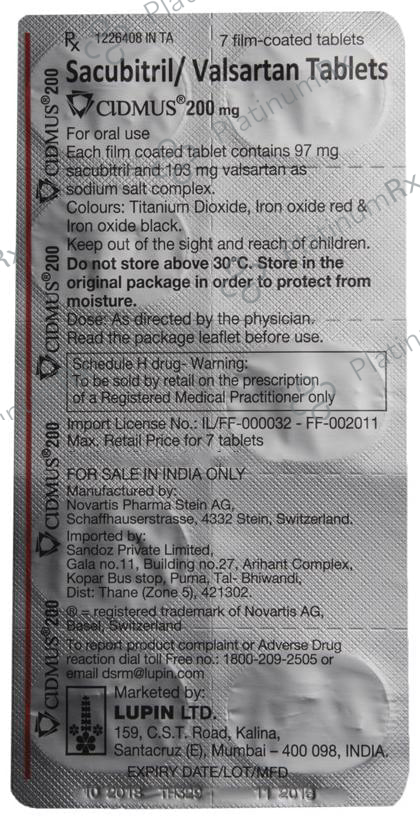 Rx 1226408 IN TA 7 film-coated tablets
Sacubitril/ Valsartan Tablets
CIDMUS® 200 mg
For oral use
Each film coated tablet contains 97 mg
sacubitril and 103 mg valsartan as
sodium salt complex.
Colours: Titanium Dioxide, Iron oxide red &
Iron oxide black.
Keep out of the sight and reach of children.
Do not store above 30°C. Store in the
original package in order to protect from
moisture.
Dose: As directed by the physician.
Read the package leaflet before use.
Schedule H drug- Warning:
To be sold by retail on the prescription
of a Registered Medical Practitioner only
Import License No.: IL/FF-000032 - FF-002011
Max. Retail Price for 7 tablets
FOR SALE IN INDIA ONLY
Manufactured by:
Novartis Pharma Stein AG,
Schaffhauserstrasse, 4332 Stein, Switzerland.
Imported by:
Sandoz Private Limited,
Gala no.11, Building no.27, Arihant Complex,
Kopar Bus stop, Purna, Tal- Bhiwandi,
Dist: Thane (Zone 5), 421302.
® = registered trademark of Novartis AG,
Basel, Switzerland
To report product complaint or Adverse Drug
reaction dial toll Free no.: 1800-209-2505 or
email dsrm@lupin.com
Marketed by:
LUPIN LTD.
159, C.S.T. Road, Kalina,
Santacruz (E), Mumbai – 400 098, INDIA.
EXPIRY DATE/LOT/MFD
CIDMUS® 200
CIDMUS® 200
CIDMUS® 200
CIDMUS® 200
PlatinumRx